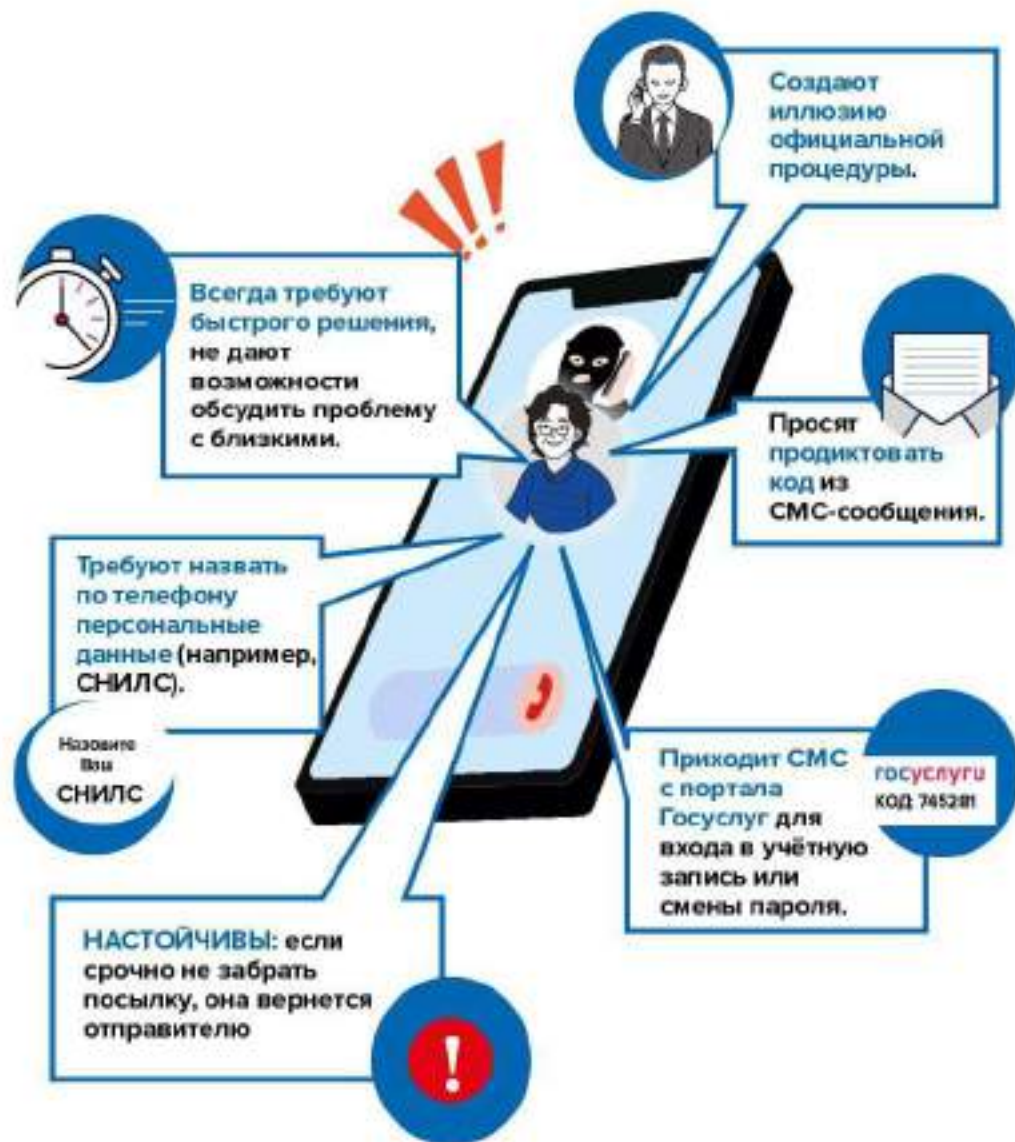 Создают
иллюзию
официальной
процедуры.
Всегда требуют
быстрого решения,
не дают
возможности
обсудить проблему
с близкими.
Просят
продиктовать
код из
СМС-сообщения.
Требуют назвать
по телефону
персональные
данные (например,
СНИЛС).
Назовите
Ваш
СНИЛС
Приходит СМС
с портала
Госуслуг для
входа в учётную
запись или
смены пароля.
госуслуги
КОД 745281
НАСТОЙЧИВЫ: если
срочно не забрать
посылку, она вернется
отправителю